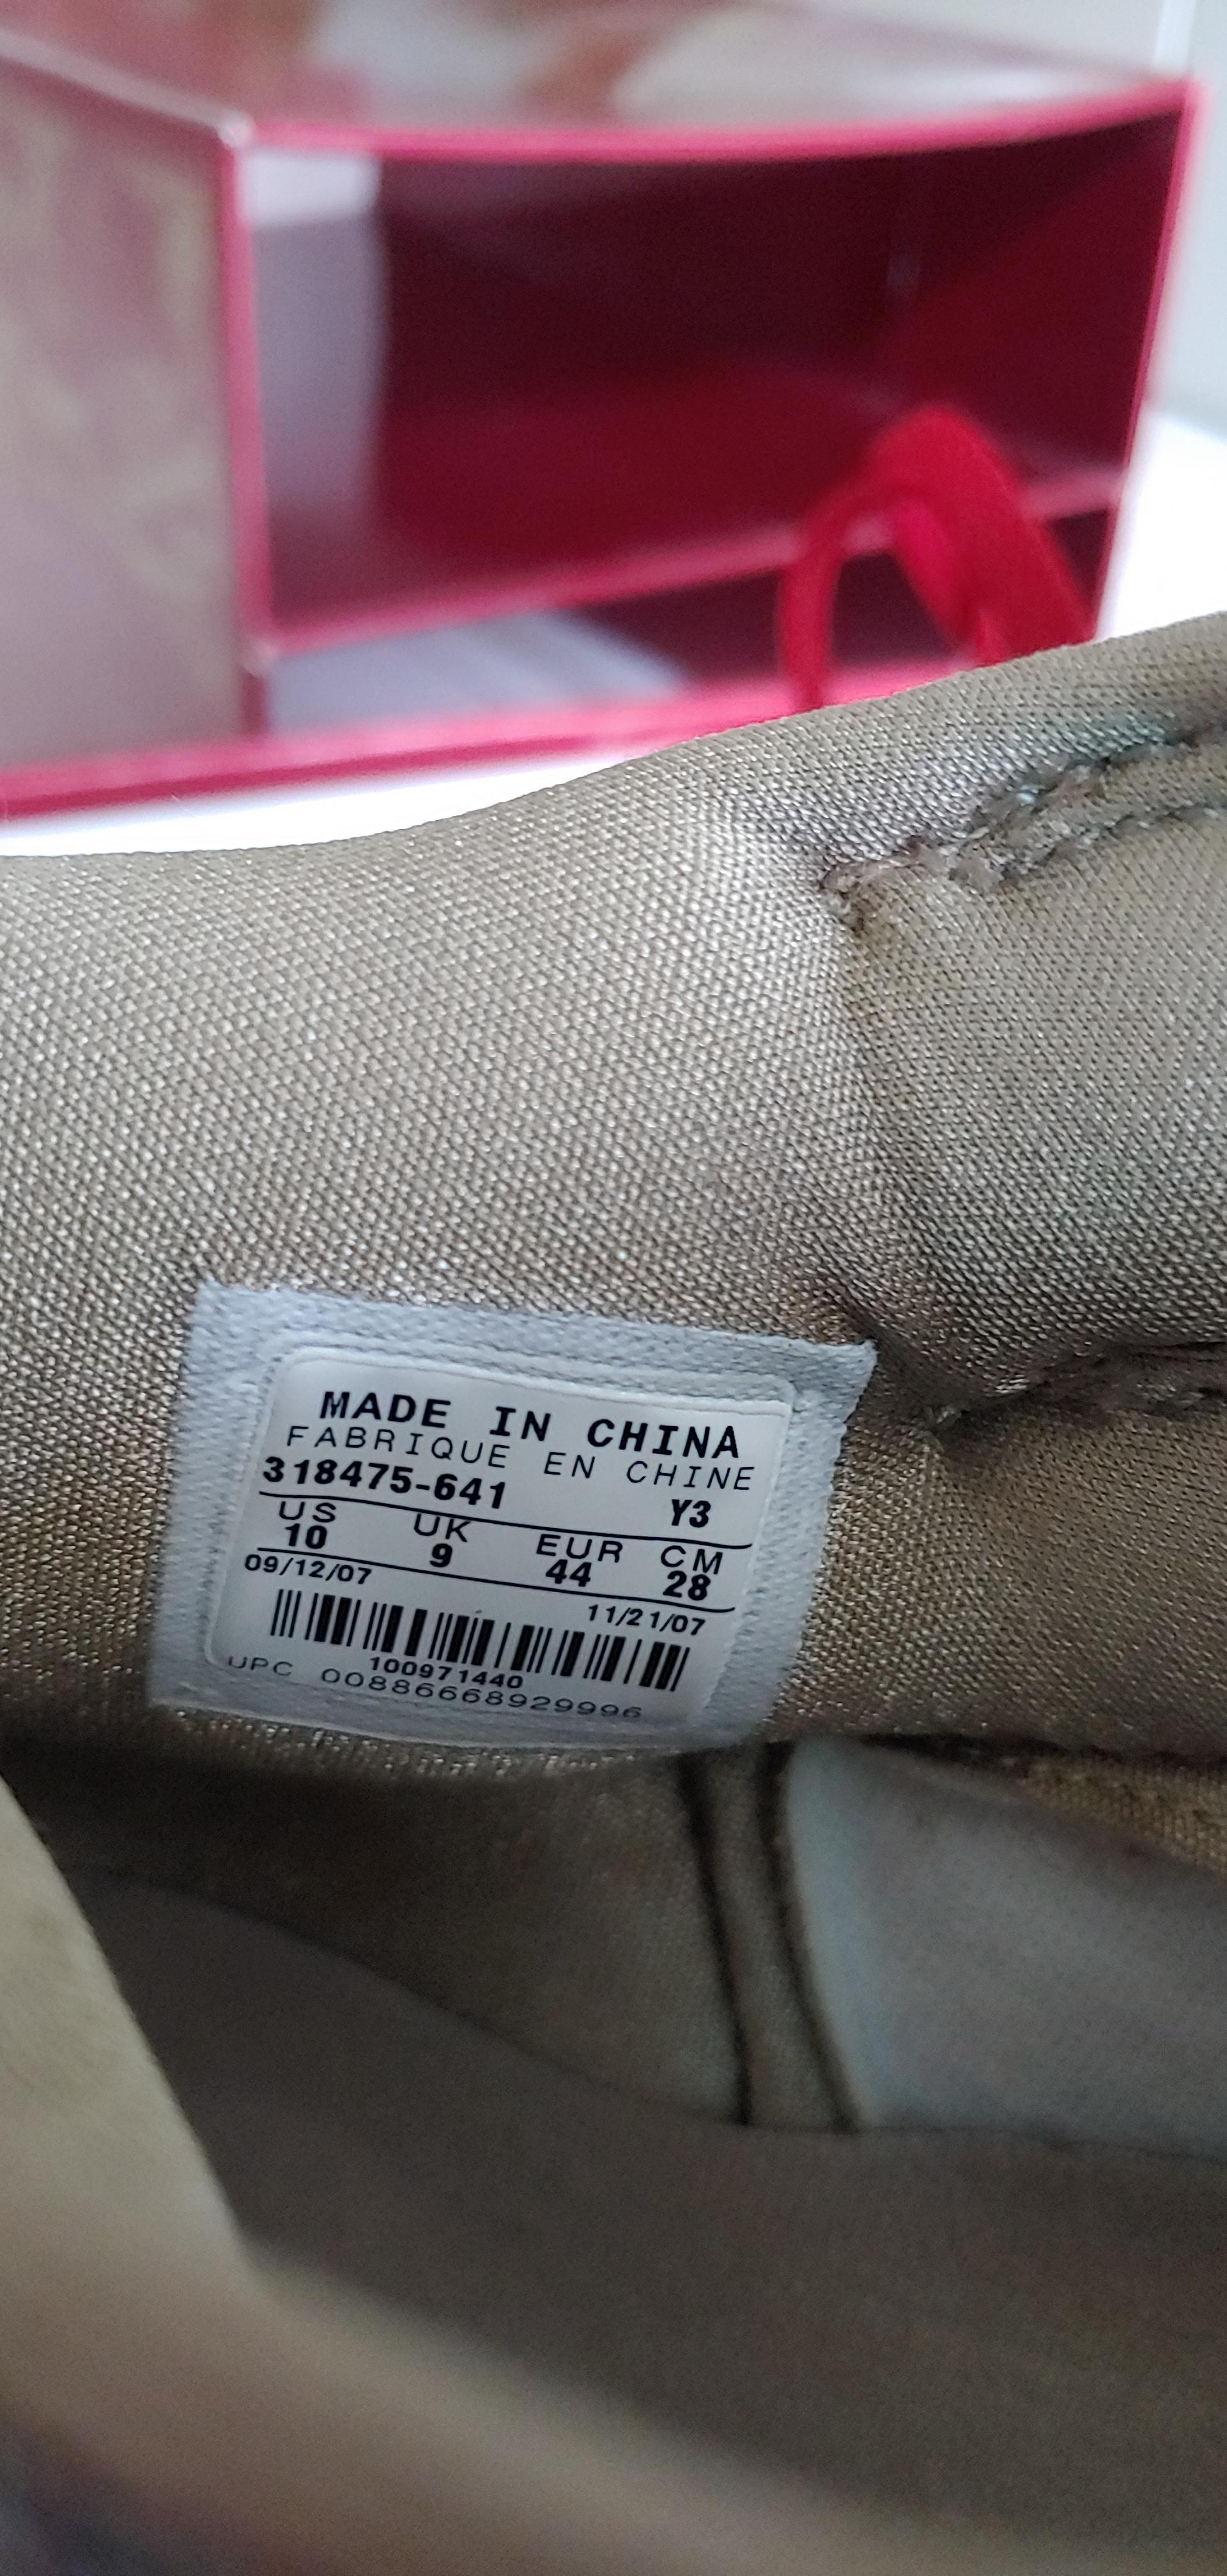 MADE IN CHINA
FABRIQUE EN CHINE
318475-641 Y3
US UK EUR CM
10 9 44 28
09/12/07 11/21/07
100971440
UPC 00886668929996